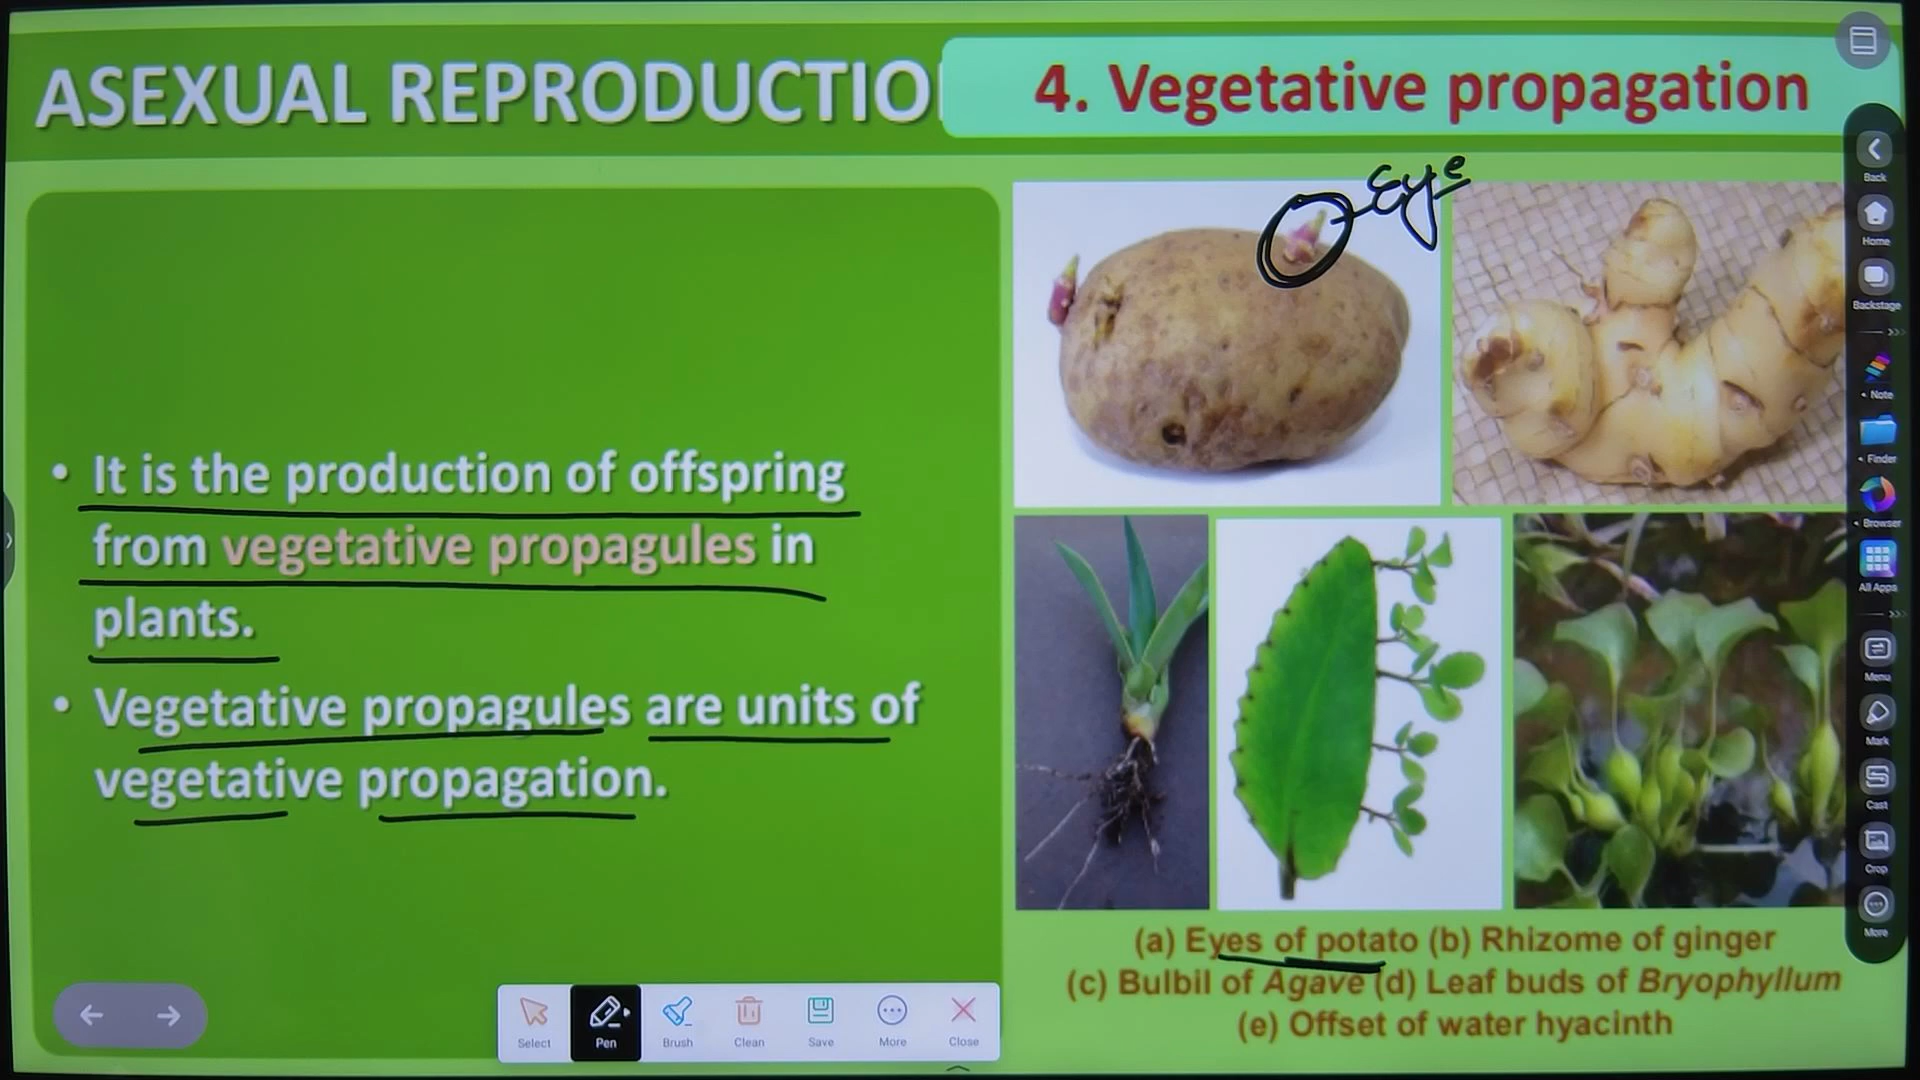 ASEXUAL REPRODUCTIO
4. Vegetative propagation
Eye
• It is the production of offspring
from vegetative propagules in
plants.
• Vegetative propagules are units of
vegetative propagation.
(a) Eyes of potato (b) Rhizome of ginger
(c) Bulbil of Agave (d) Leaf buds of Bryophyllum
(e) Offset of water hyacinth
Select
Pen
Brush
Clean
Save
More
Close
Back
Home
Backstage
Note
Finder
Browser
All Apps
Menu
Mark
Cast
Crop
More